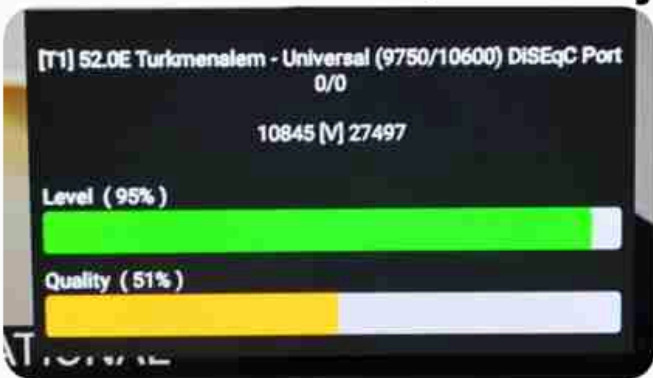 [T1] 52.0E Turkmenalem - Universal (9750/10600) DiSEqC Port
0/0
10845 [V] 27497
Level ( 95% )
Quality ( 51% )